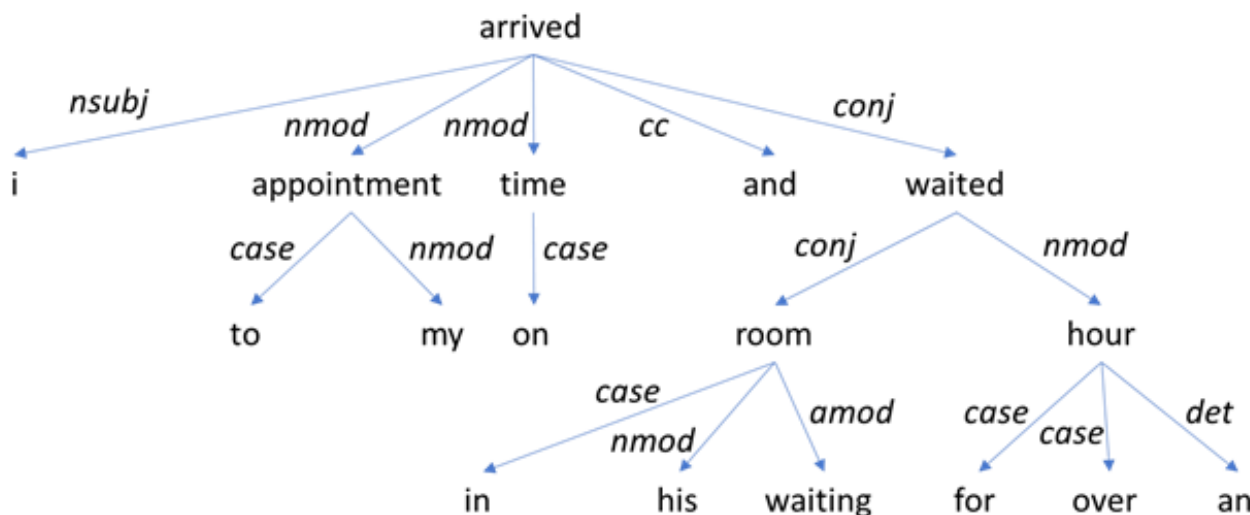 arrived
nsubj nmod nmod cc conj
i appointment time and waited
case nmod case conj nmod
to my on room hour
case nmod amod case case det
in his waiting for over an